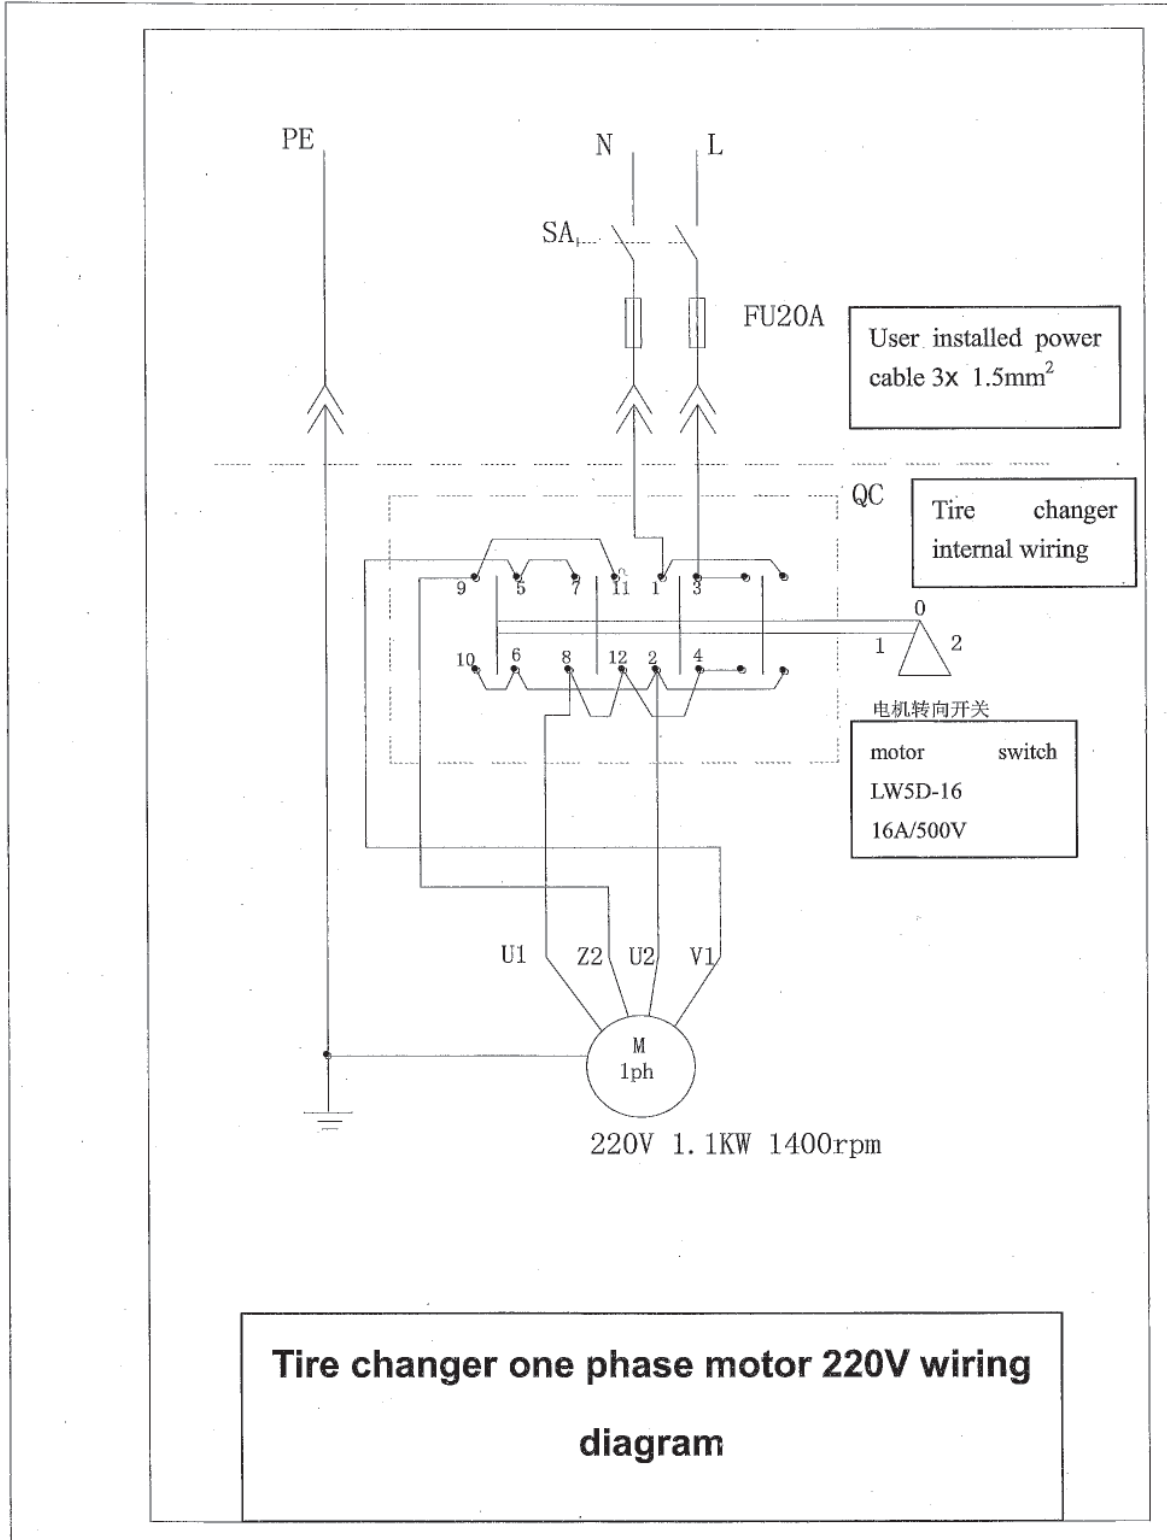 PE
N
L
SA
FU20A
User installed power
cable 3x 1.5mm²
QC
Tire changer
internal wiring
9
5
7
11
1
3
0
1
2
10
6
8
12
2
4
电机转向开关
motor switch
LW5D-16
16A/500V
U1
Z2
U2
V1
M
1ph
220V 1.1KW 1400rpm
Tire changer one phase motor 220V wiring
diagram